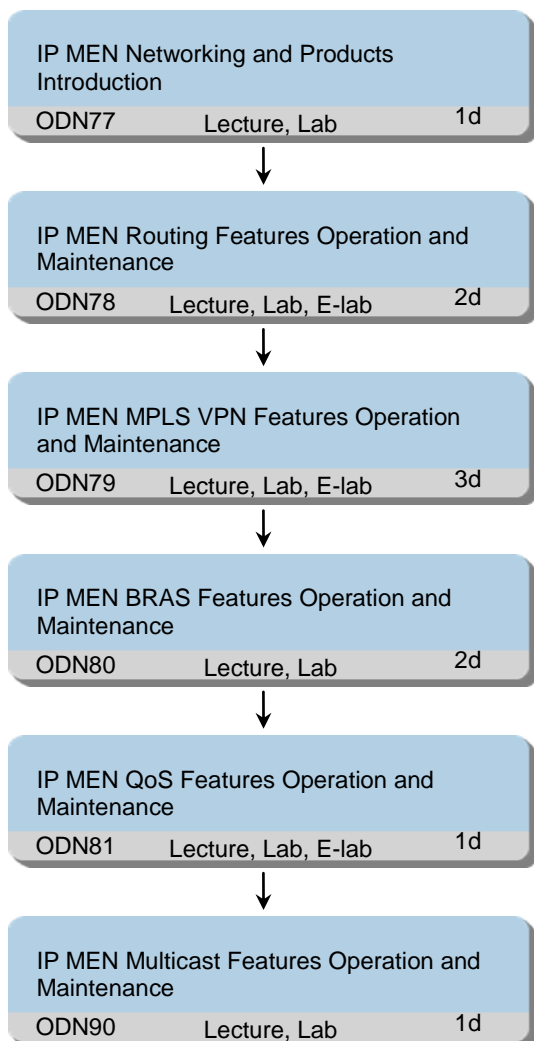 IP MEN Networking and Products
Introduction
ODN77 Lecture, Lab 1d
IP MEN Routing Features Operation and
Maintenance
ODN78 Lecture, Lab, E-lab 2d
IP MEN MPLS VPN Features Operation
and Maintenance
ODN79 Lecture, Lab, E-lab 3d
IP MEN BRAS Features Operation and
Maintenance
ODN80 Lecture, Lab 2d
IP MEN QoS Features Operation and
Maintenance
ODN81 Lecture, Lab, E-lab 1d
IP MEN Multicast Features Operation and
Maintenance
ODN90 Lecture, Lab 1d